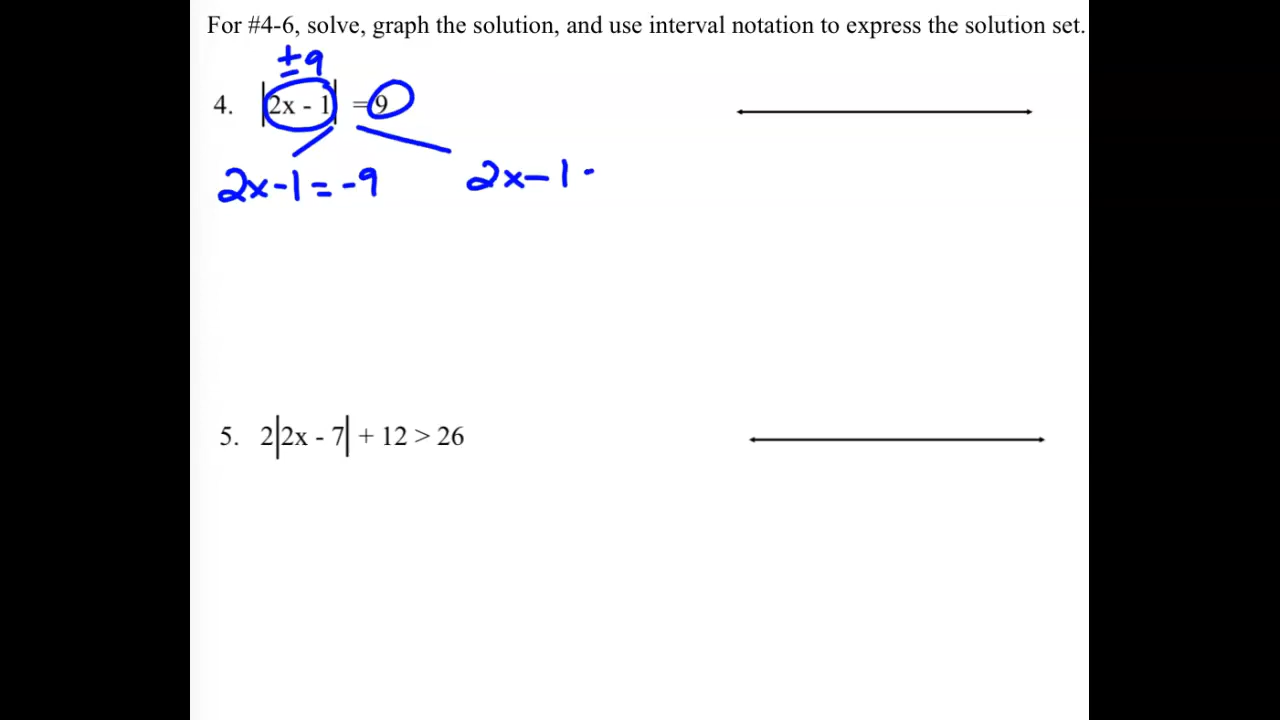 For #4-6, solve, graph the solution, and use interval notation to express the solution set.
±9
4. |2x - 1| = 9
2x-1=-9 2x-1-
5. 2|2x - 7| + 12 > 26